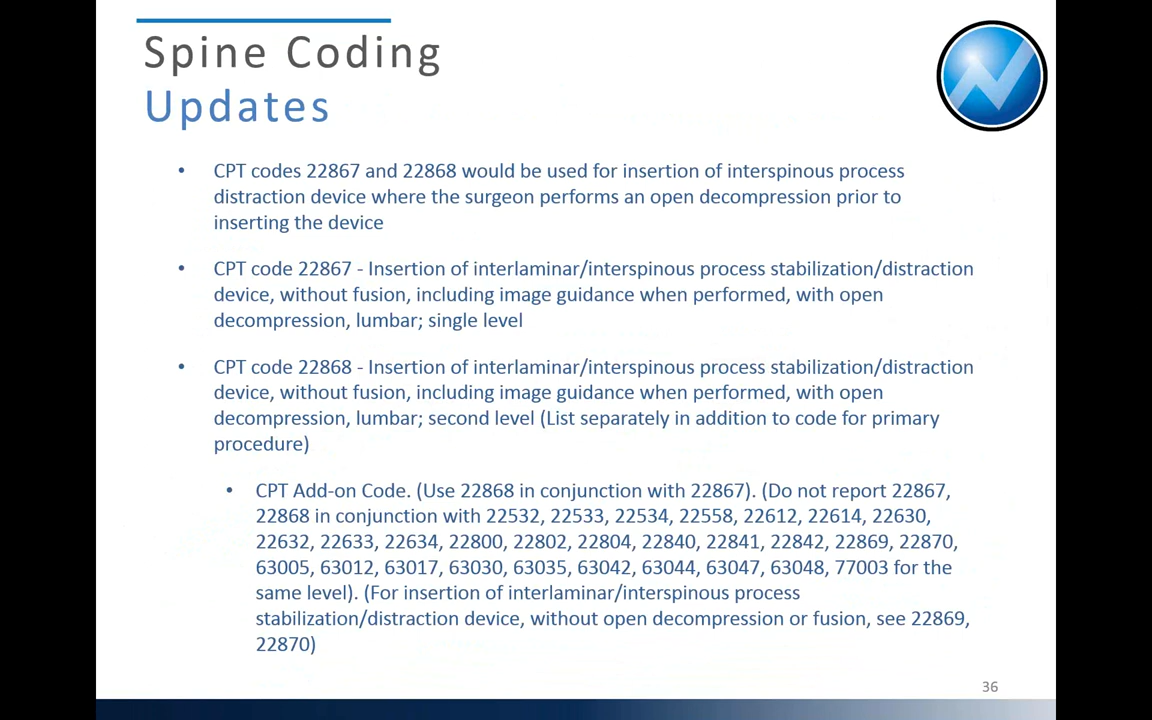 Spine Coding
Updates
• CPT codes 22867 and 22868 would be used for insertion of interspinous process
distraction device where the surgeon performs an open decompression prior to
inserting the device
• CPT code 22867 - Insertion of interlaminar/interspinous process stabilization/distraction
device, without fusion, including image guidance when performed, with open
decompression, lumbar; single level
• CPT code 22868 - Insertion of interlaminar/interspinous process stabilization/distraction
device, without fusion, including image guidance when performed, with open
decompression, lumbar; second level (List separately in addition to code for primary
procedure)
• CPT Add-on Code. (Use 22868 in conjunction with 22867). (Do not report 22867,
22868 in conjunction with 22532, 22533, 22534, 22558, 22612, 22614, 22630,
22632, 22633, 22634, 22800, 22802, 22804, 22840, 22841, 22842, 22869, 22870,
63005, 63012, 63017, 63030, 63035, 63042, 63044, 63047, 63048, 77003 for the
same level). (For insertion of interlaminar/interspinous process
stabilization/distraction device, without open decompression or fusion, see 22869,
22870)
36